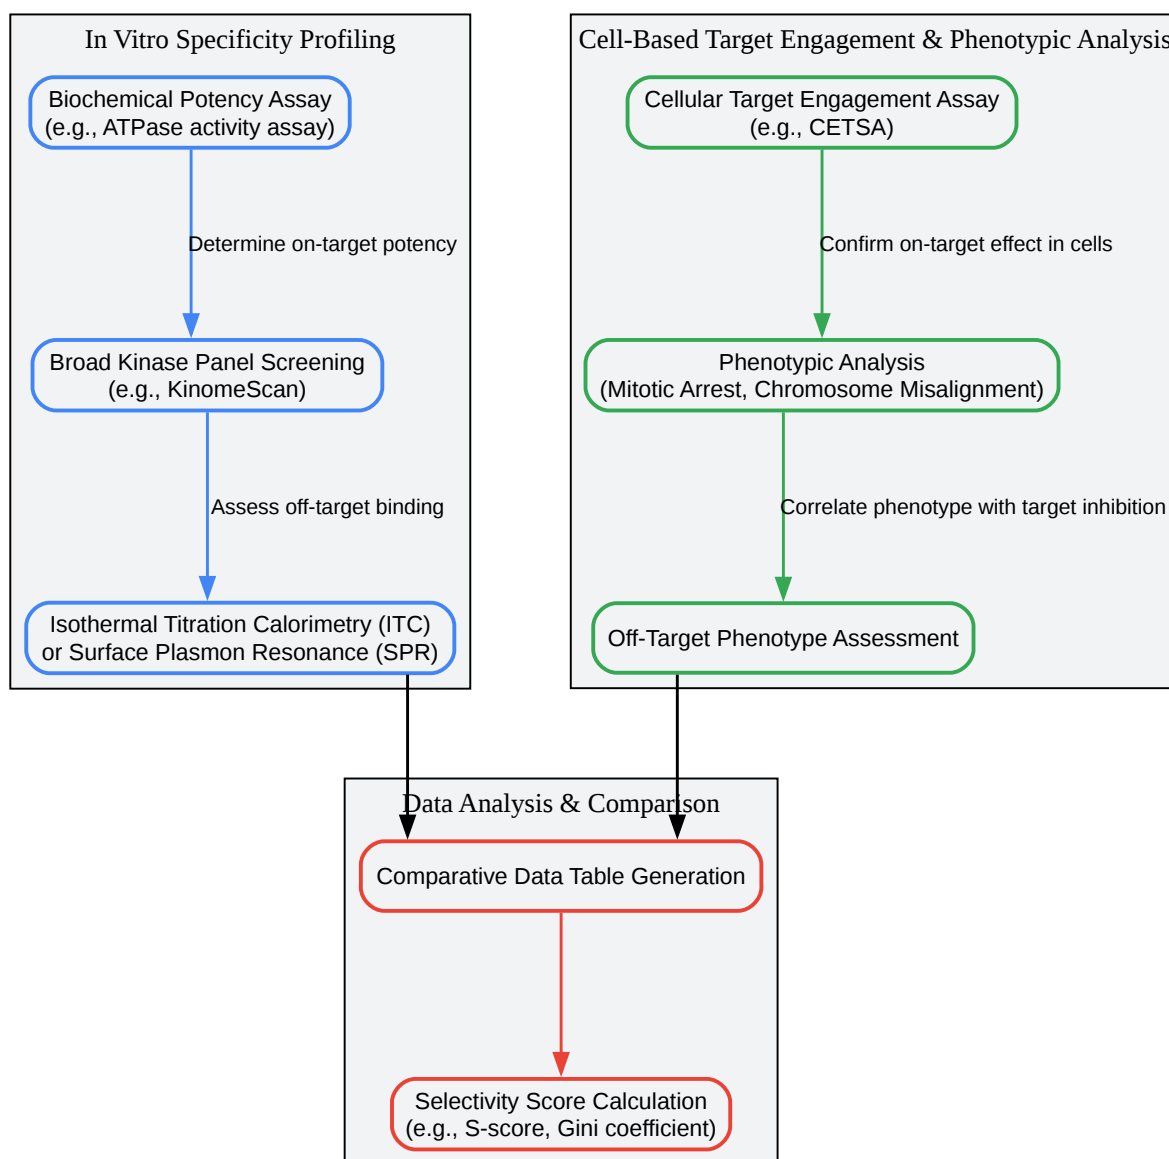 In Vitro Specificity Profiling
Biochemical Potency Assay
(e.g., ATPase activity assay)
Determine on-target potency
Broad Kinase Panel Screening
(e.g., KinomeScan)
Assess off-target binding
Isothermal Titration Calorimetry (ITC)
or Surface Plasmon Resonance (SPR)
Cell-Based Target Engagement & Phenotypic Analysis
Cellular Target Engagement Assay
(e.g., CETSA)
Confirm on-target effect in cells
Phenotypic Analysis
(Mitotic Arrest, Chromosome Misalignment)
Correlate phenotype with target inhibition
Off-Target Phenotype Assessment
Data Analysis & Comparison
Comparative Data Table Generation
Selectivity Score Calculation
(e.g., S-score, Gini coefficient)